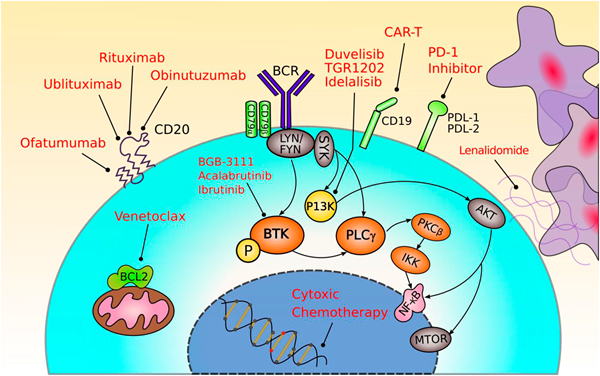 CAR-T
Rituximab
Duvelisib
TGR1202
Idelalisib
PD-1
Inhibitor
Ublituximab
Obinutuzumab
BCR
CD79α
CD79
CD20
LYN/
FYN
SYK
CD19
PDL-1
PDL-2
Ofatumumab
BGB-3111
Acalabrutinib
Ibrutinib
Lenalidomide
P13K
AKT
Venetoclax
BTK
P
PLCγ
PKCβ
IKK
BCL2
NF-κB
Cytoxic
Chemotherapy
MTOR